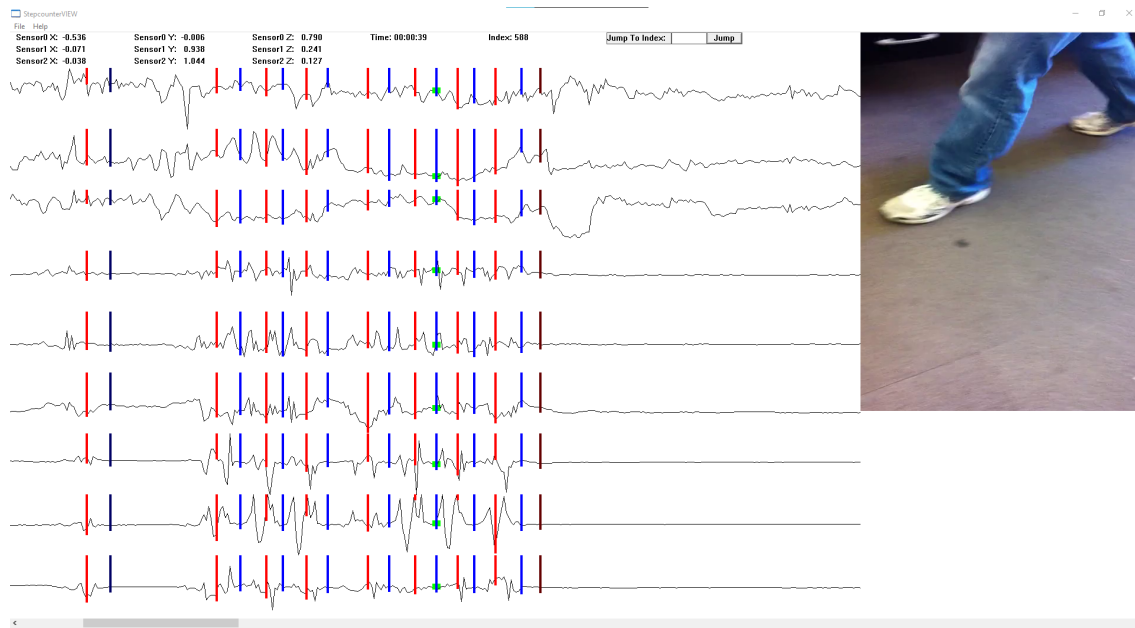 StepcounterVIEW
File Help
Sensor0 X: -0.536 Sensor0 Y: -0.006 Sensor0 Z: 0.790 Time: 00:00:39 Index: 588 Jump To Index: Jump
Sensor1 X: -0.071 Sensor1 Y: 0.938 Sensor1 Z: 0.241
Sensor2 X: -0.038 Sensor2 Y: 1.044 Sensor2 Z: 0.127